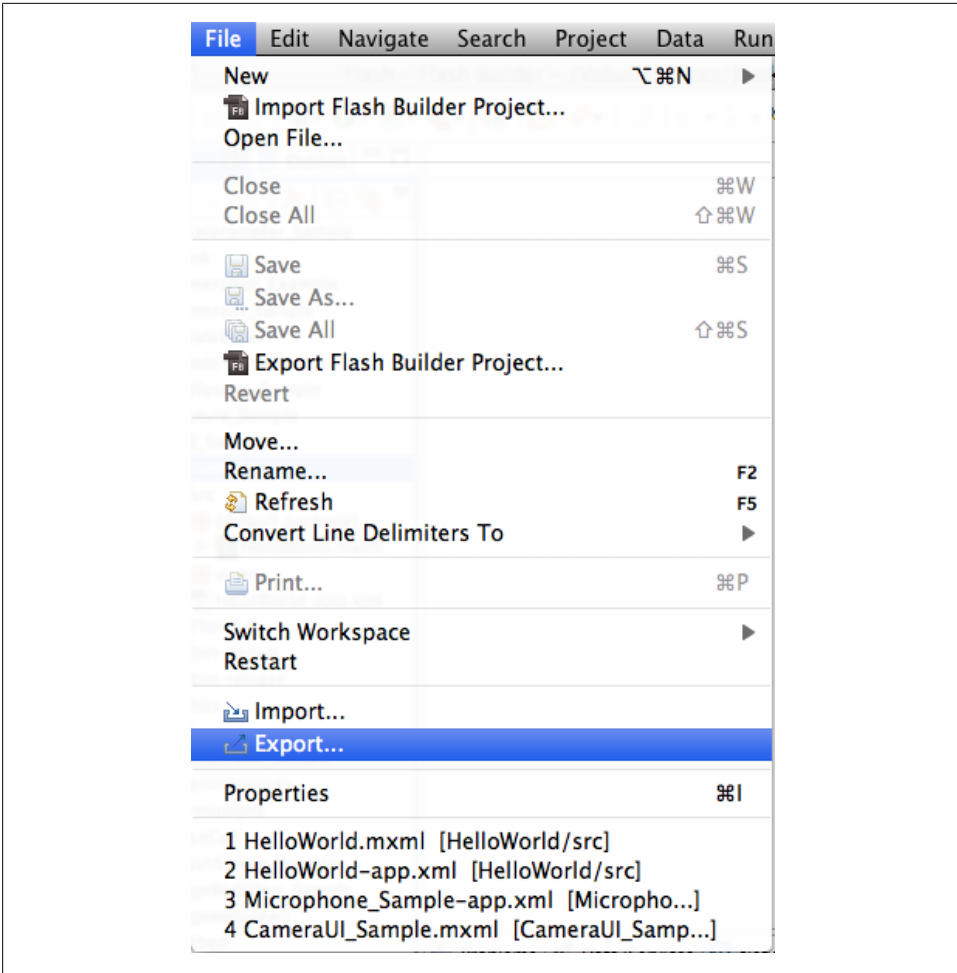 File Edit Navigate Search Project Data Run
New ⌥⌘N ▶
Import Flash Builder Project...
Open File...
Close ⌘W
Close All ⇧⌘W
Save ⌘S
Save As...
Save All ⇧⌘S
Export Flash Builder Project...
Revert
Move...
Rename... F2
Refresh F5
Convert Line Delimiters To ▶
Print... ⌘P
Switch Workspace ▶
Restart
Import...
Export...
Properties ⌘I
1 HelloWorld.mxml [HelloWorld/src]
2 HelloWorld-app.xml [HelloWorld/src]
3 Microphone_Sample-app.xml [Micropho...]
4 CameraUI_Sample.mxml [CameraUI_Samp...]